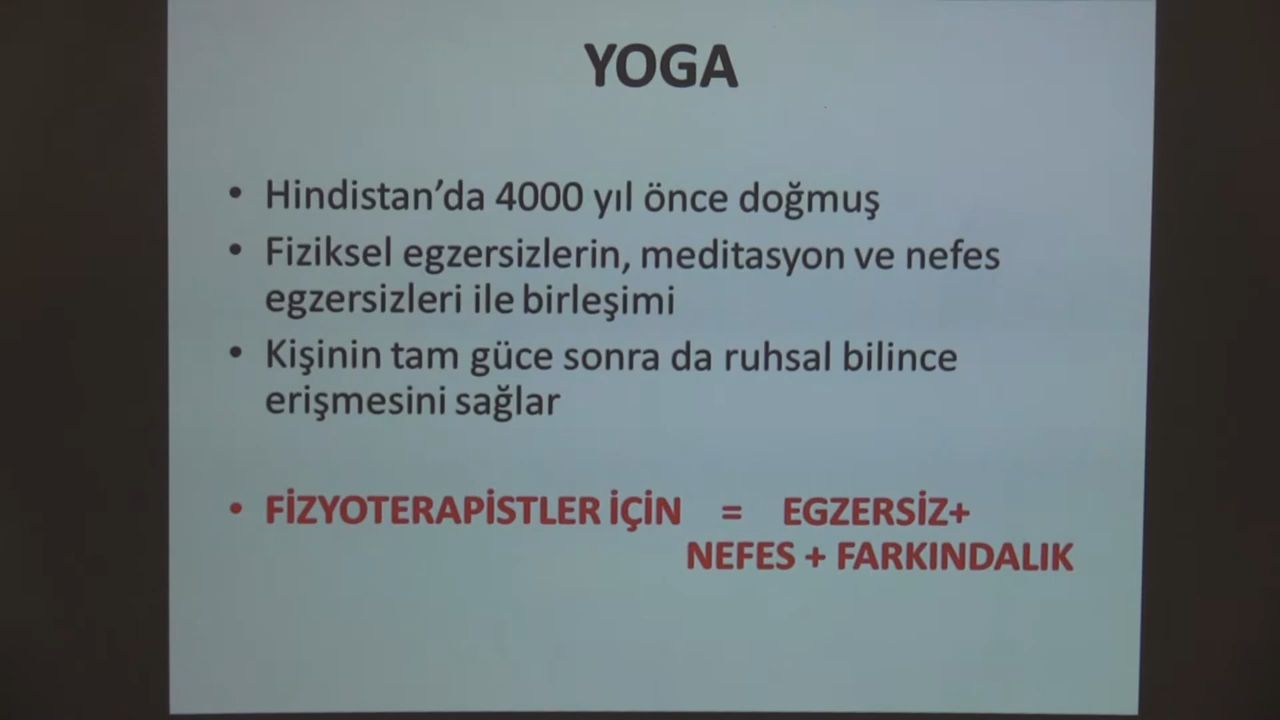 YOGA
• Hindistan'da 4000 yıl önce doğmuş
• Fiziksel egzersizlerin, meditasyon ve nefes
egzersizleri ile birleşimi
• Kişinin tam güce sonra da ruhsal bilince
erişmesini sağlar
• FİZYOTERAPİSTLER İÇİN = EGZERSİZ+
NEFES + FARKINDALIK